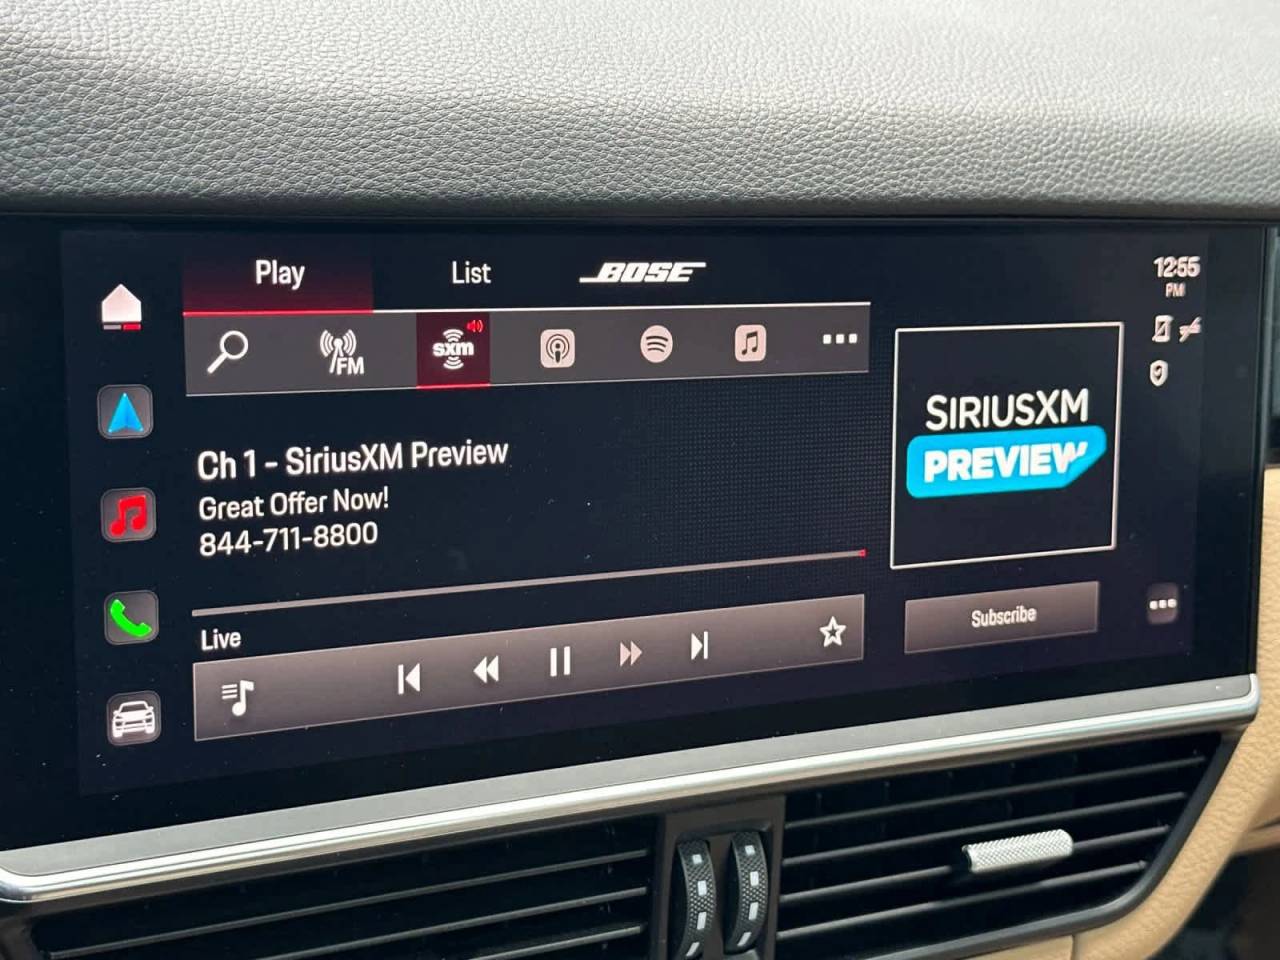 Play
List
BOSE
12:55
PM
FM
sxm
SIRIUSXM
PREVIEW
Ch 1 - SiriusXM Preview
Great Offer Now!
844-711-8800
Live
Subscribe